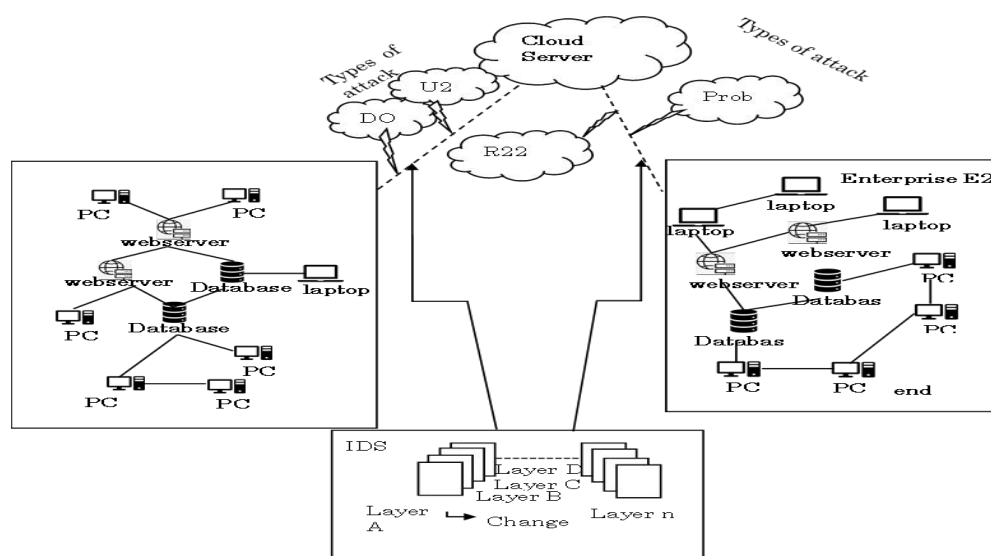 Cloud
Server
Types of
attack
Types of attack
U2
DO
Prob
R22
PC
PC
webserver
webserver
Database
laptop
PC
Database
PC
PC
PC
Enterprise E2
laptop
laptop
laptop
webserver
webserver
PC
Databas
PC
Databas
PC
PC
end
IDS
Layer D
Layer C
Layer B
Layer
A
Change
Layer n